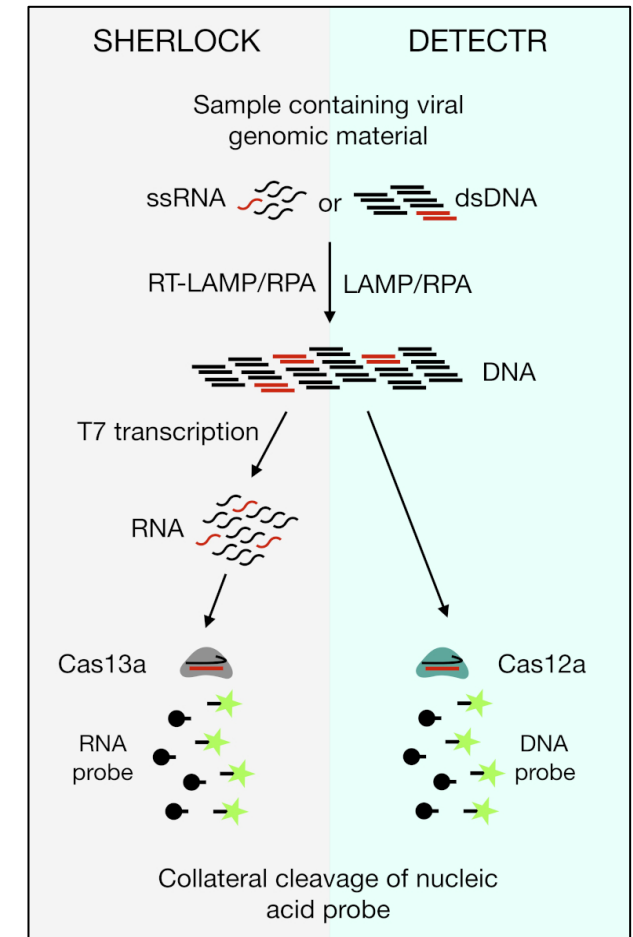 SHERLOCK
DETECTR
Sample containing viral
genomic material
ssRNA
or
dsDNA
RT-LAMP/RPA
LAMP/RPA
DNA
T7 transcription
RNA
Cas13a
Cas12a
RNA
probe
DNA
probe
Collateral cleavage of nucleic
acid probe